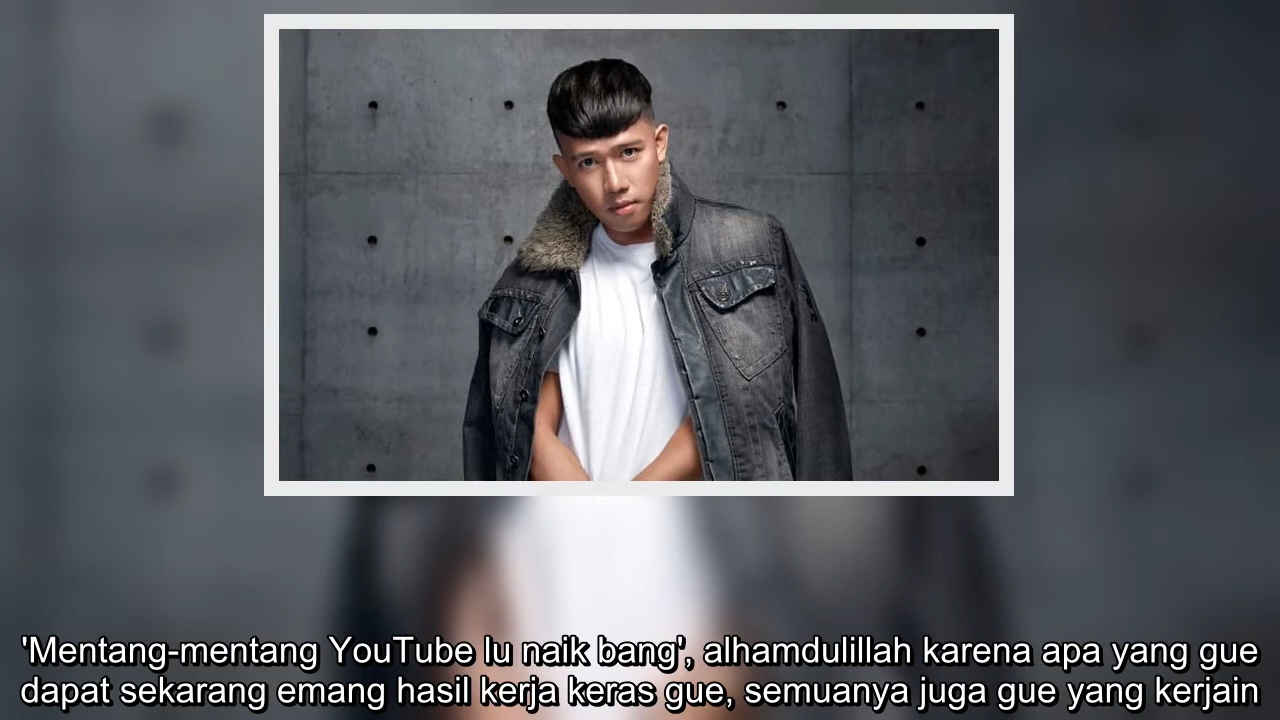 'Mentang-mentang YouTube lu naik bang', alhamdulillah karena apa yang gue
dapat sekarang emang hasil kerja keras gue, semuanya juga gue yang kerjain